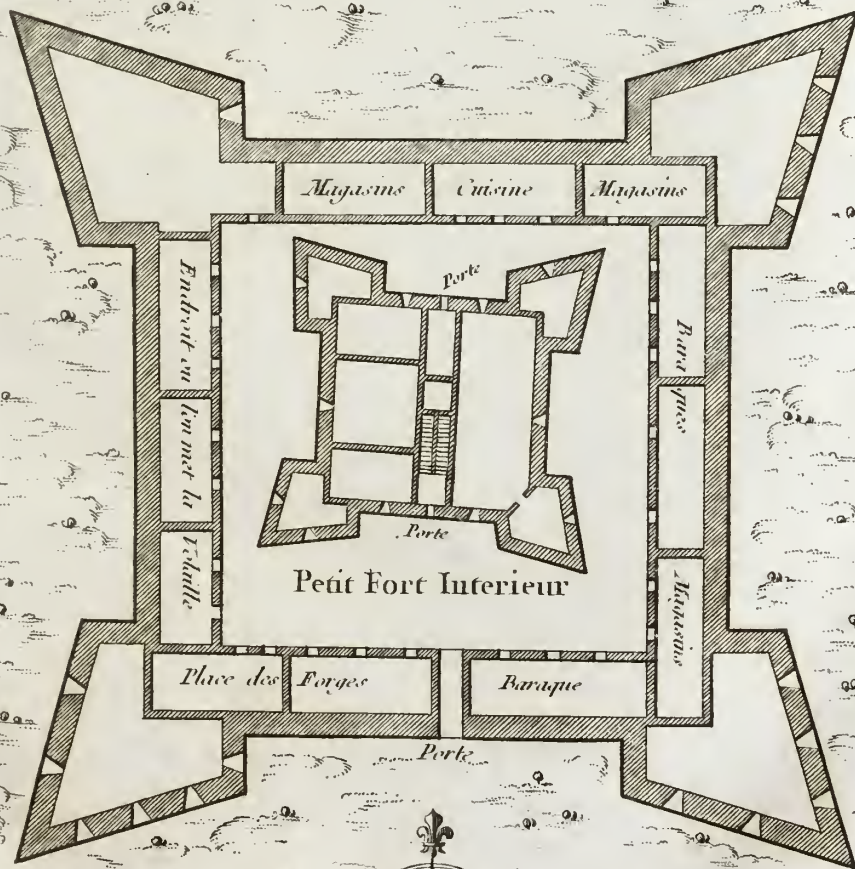 Magasins
Cuisine
Magasins
Porte
Endroit ou lon met la Volaille
Baraques
Magasins
Porte
Petit Fort Interieur
Place des Forges
Baraque
Porte